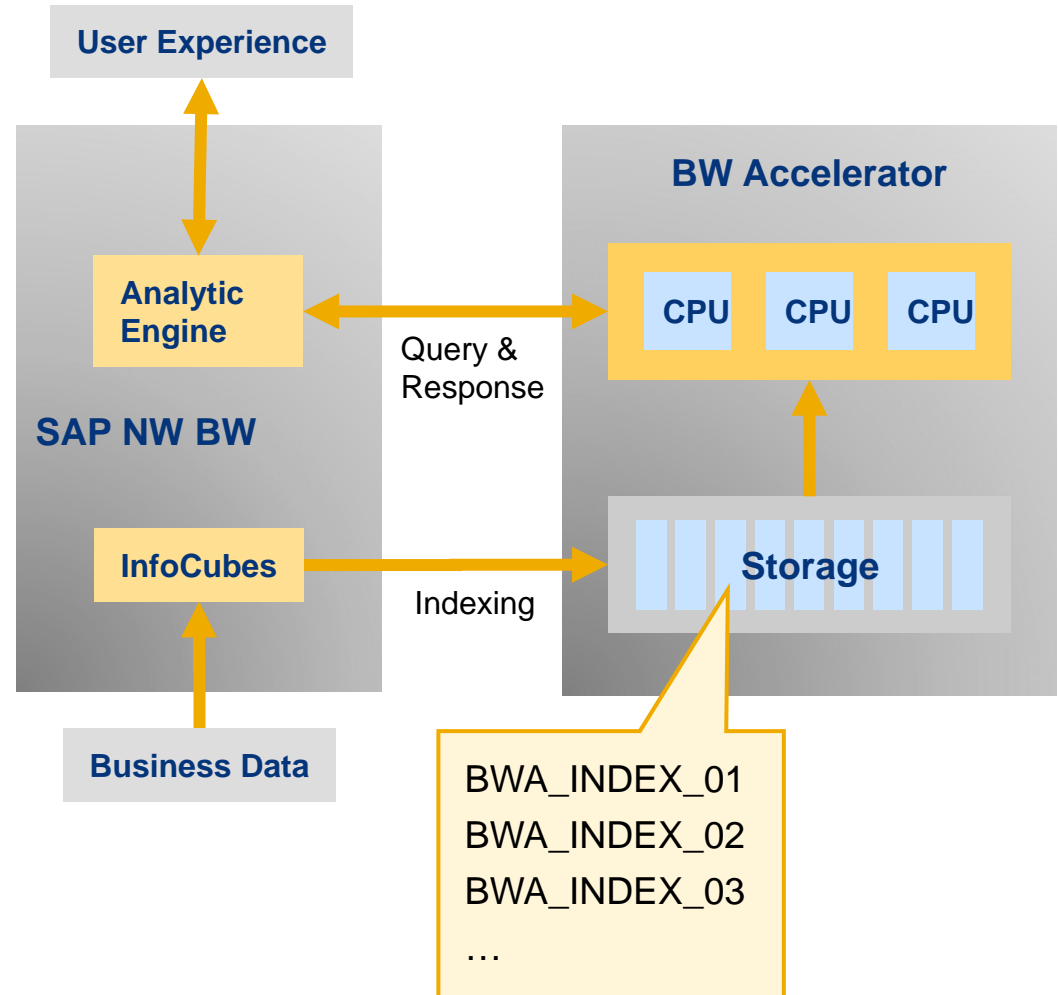 User Experience
BW Accelerator
Analytic
Engine
CPU CPU CPU
Query &
Response
SAP NW BW
InfoCubes
Storage
Indexing
Business Data
BWA_INDEX_01
BWA_INDEX_02
BWA_INDEX_03
…